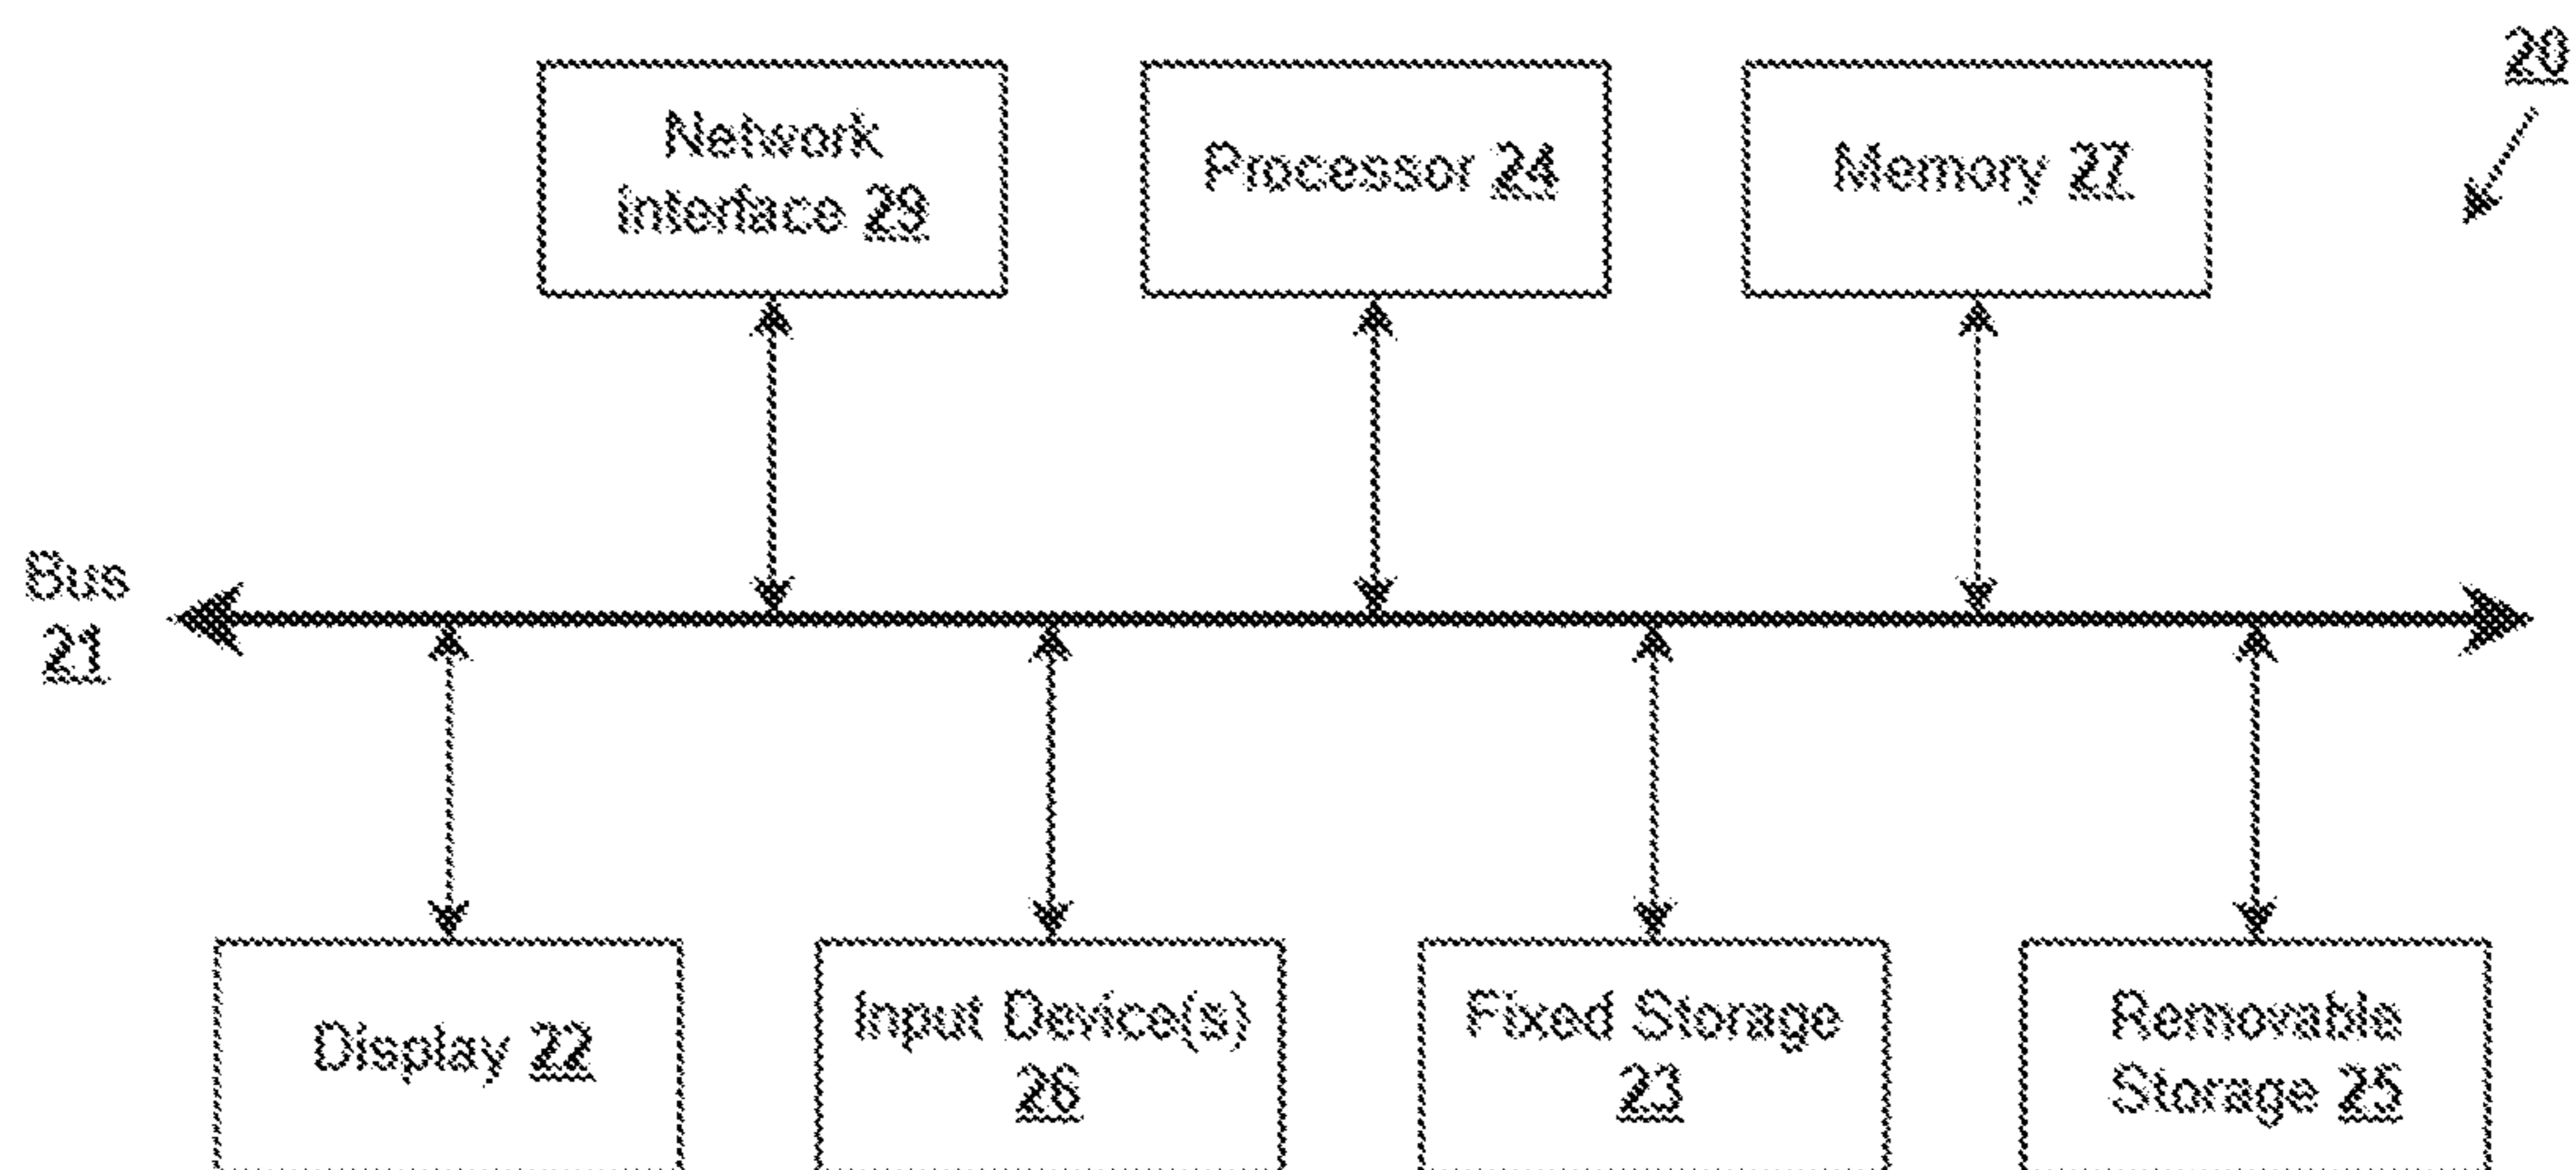 20
Network
Interface 29
Processor 24
Memory 27
Bus
21
Display 22
Input Device(s)
26
Fixed Storage
23
Removable
Storage 25